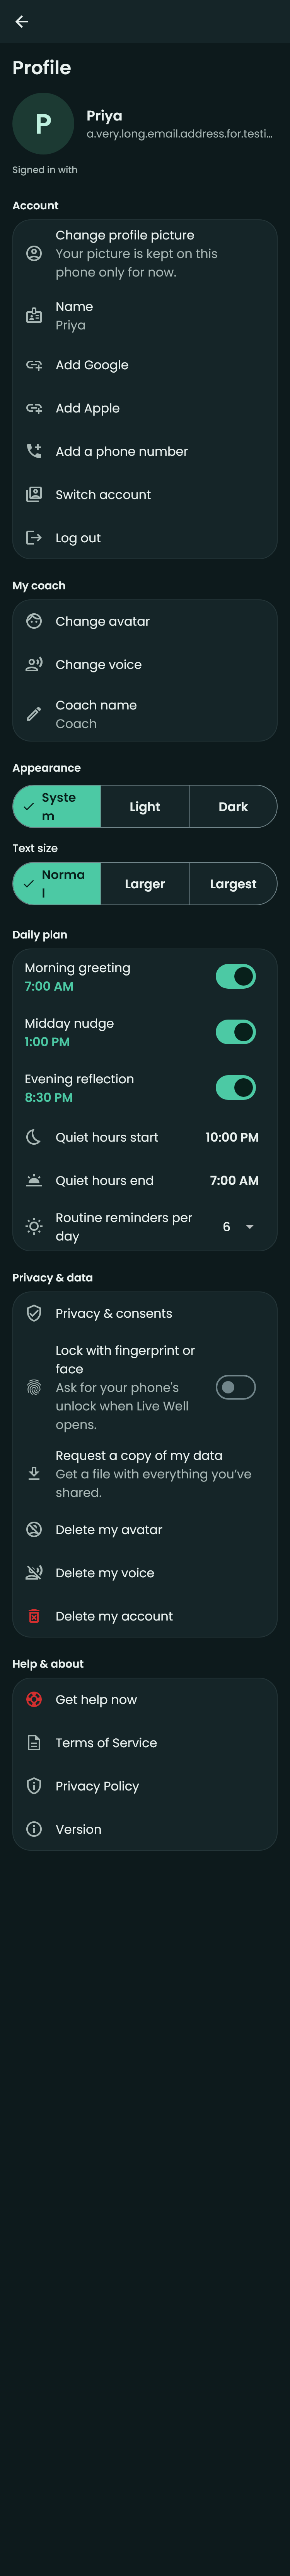 Profile
P
Priya
a.very.long.email.address.for.testi...
Signed in with
Account
Change profile picture
Your picture is kept on this
phone only for now.
Name
Priya
Add Google
Add Apple
Add a phone number
Switch account
Log out
My coach
Change avatar
Change voice
Coach name
Coach
Appearance
Syste
m
Light
Dark
Text size
Norma
l
Larger
Largest
Daily plan
Morning greeting
7:00 AM
Midday nudge
1:00 PM
Evening reflection
8:30 PM
Quiet hours start
10:00 PM
Quiet hours end
7:00 AM
Routine reminders per
day
6
Privacy & data
Privacy & consents
Lock with fingerprint or
face
Ask for your phone's
unlock when Live Well
opens.
Request a copy of my data
Get a file with everything you've
shared.
Delete my avatar
Delete my voice
Delete my account
Help & about
Get help now
Terms of Service
Privacy Policy
Version